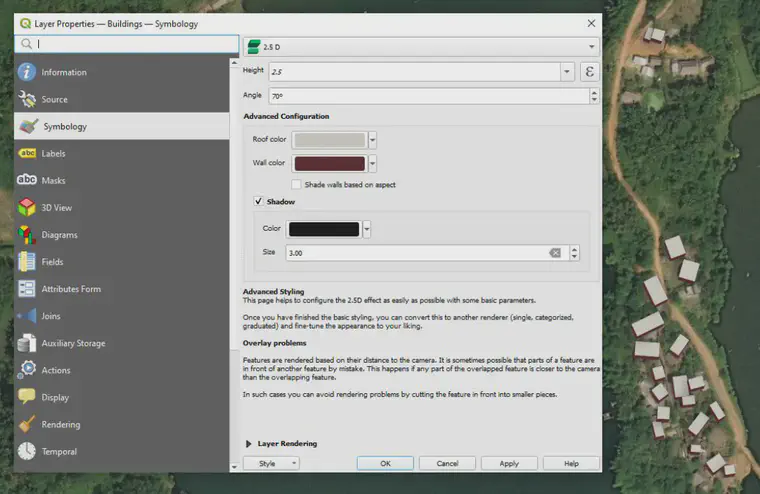 Layer Properties — Buildings — Symbology
Information
Source
Symbology
abc Labels
abc Masks
3D View
Diagrams
Fields
Attributes Form
Joins
Auxiliary Storage
Actions
Display
Rendering
Temporal
2.5 D
Height 2.5 ε
Angle 70°
Advanced Configuration
Roof color
Wall color
Shade walls based on aspect
Shadow
Color
Size 3.00
Advanced Styling
This page helps to configure the 2.5D effect as easily as possible with some basic parameters.
Once you have finished the basic styling, you can convert this to another renderer (single, categorized,
graduated) and fine-tune the appearance to your liking.
Overlay problems
Features are rendered based on their distance to the camera. It is sometimes possible that parts of a feature are
in front of another feature by mistake. This happens if any part of the overlapped feature is closer to the camera
than the overlapping feature.
In such cases you can avoid rendering problems by cutting the feature in front into smaller pieces.
Layer Rendering
Style OK Cancel Apply Help